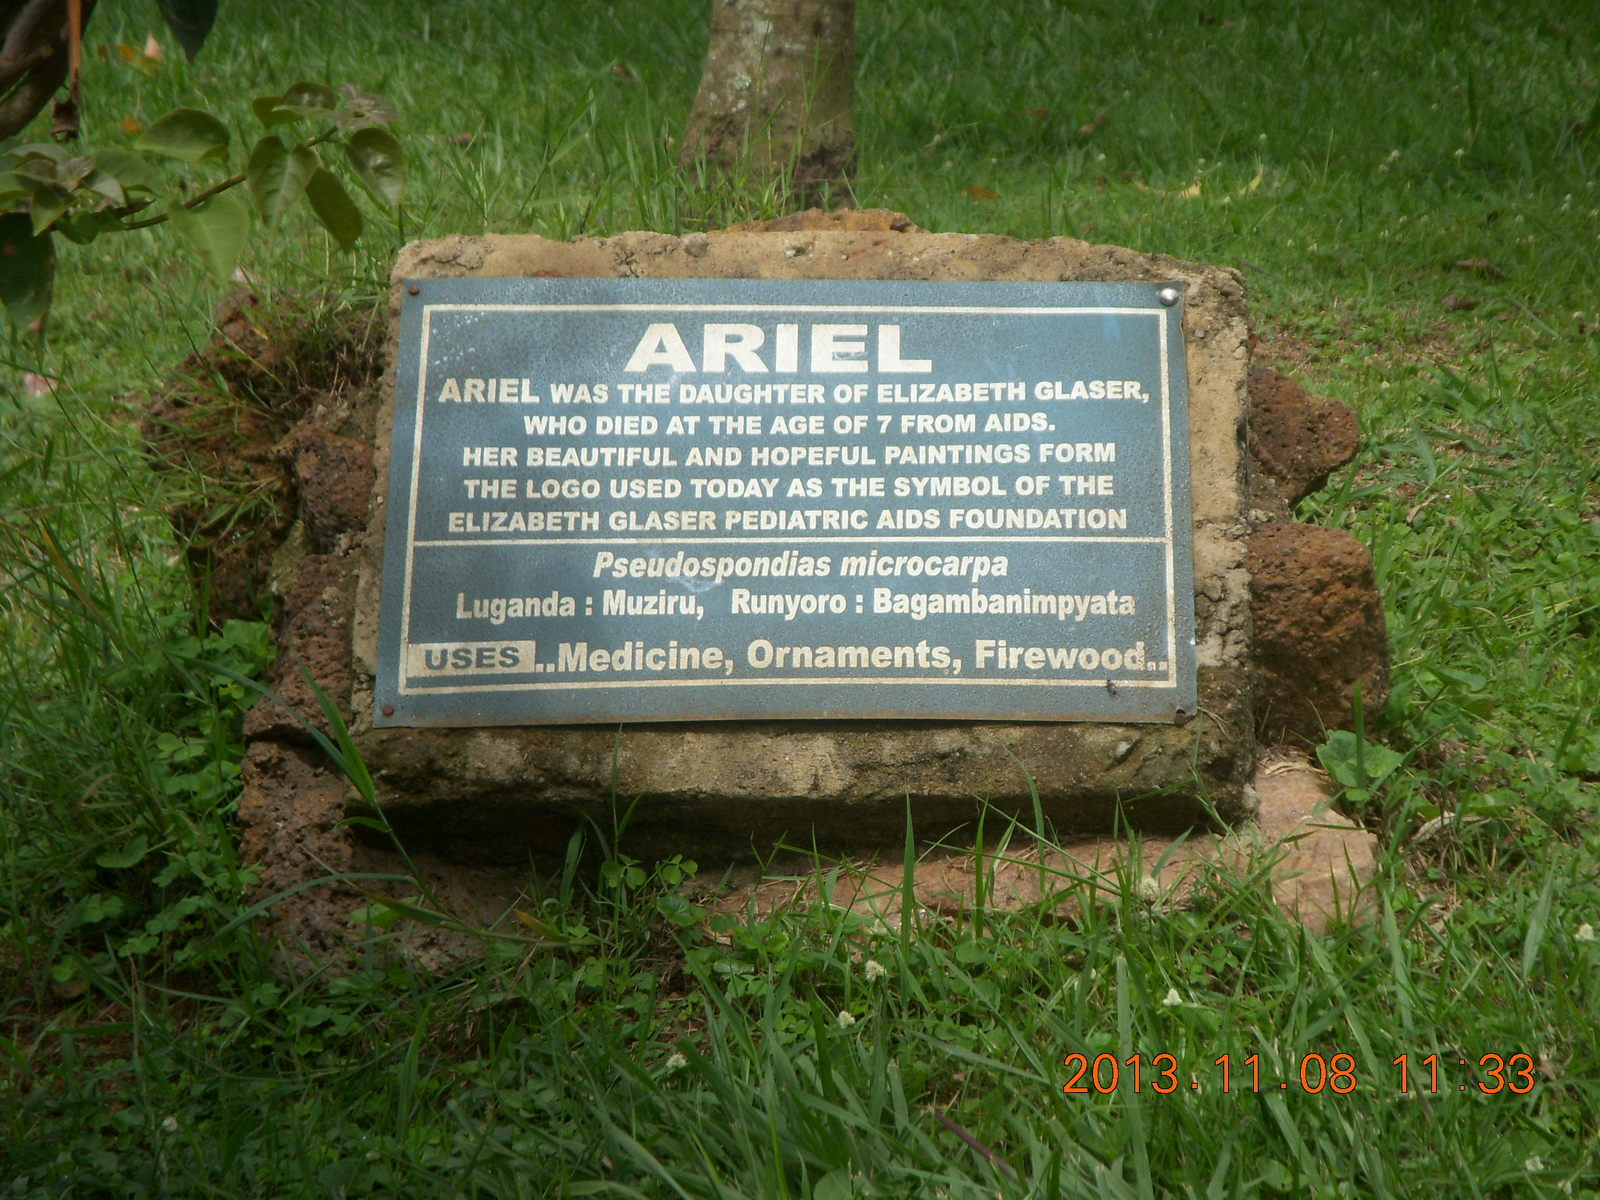 ARIEL
ARIEL WAS THE DAUGHTER OF ELIZABETH GLASER,
WHO DIED AT THE AGE OF 7 FROM AIDS.
HER BEAUTIFUL AND HOPEFUL PAINTINGS FORM
THE LOGO USED TODAY AS THE SYMBOL OF THE
ELIZABETH GLASER PEDIATRIC AIDS FOUNDATION
Pseudospondias microcarpa
Luganda : Muziru, Runyoro : Bagambanimpyata
USES ..Medicine, Ornaments, Firewood..
2013.11.08 11:33